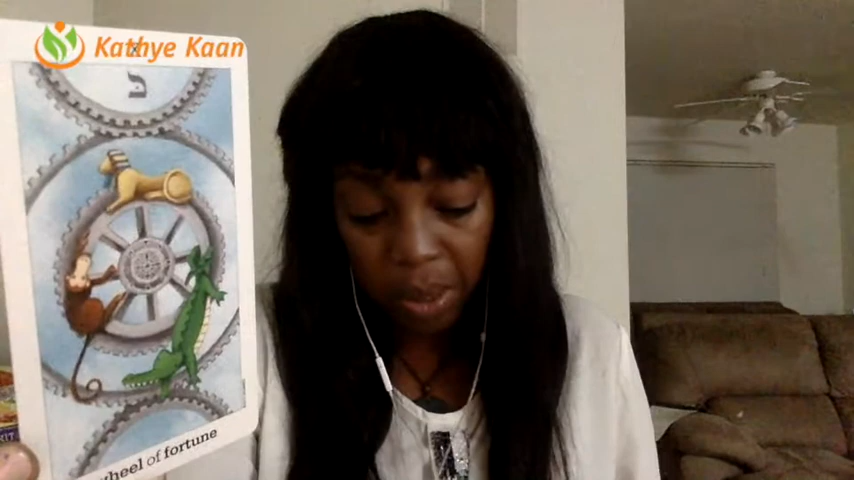 Kathye Kaan
X
כ
wheel of fortune